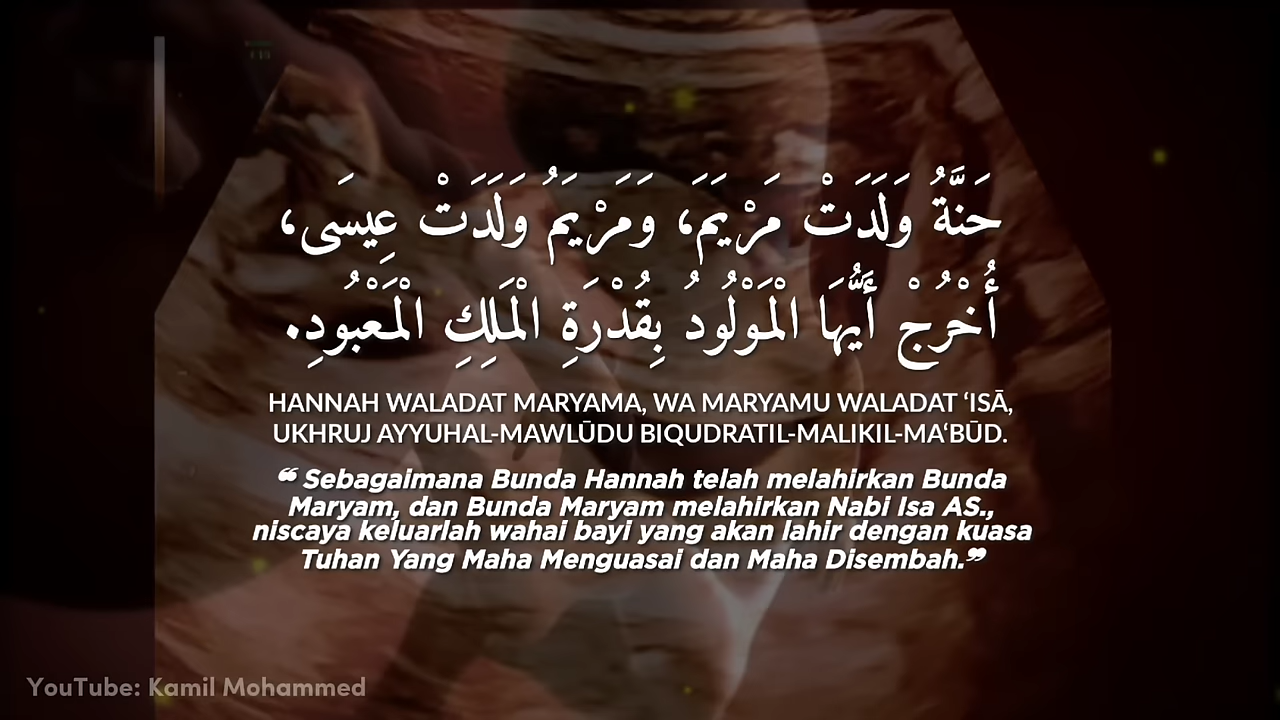 حَنَّةُ وَلَدَتْ مَرْيَمَ، وَمَرْيَمُ وَلَدَتْ عِيسَى،
أُخْرُجْ أَيُّهَا الْمَوْلُودُ بِقُدْرَةِ الْمَلِكِ الْمَعْبُودِ.
HANNAH WALADAT MARYAMA, WA MARYAMU WALADAT ‘ISĀ,
UKHRUJ AYYUHAL-MAWLŪDU BIQUDRATIL-MALIKIL-MA‘BŪD.
❝ Sebagaimana Bunda Hannah telah melahirkan Bunda
Maryam, dan Bunda Maryam melahirkan Nabi Isa AS.,
niscaya keluarlah wahai bayi yang akan lahir dengan kuasa
Tuhan Yang Maha Menguasai dan Maha Disembah.❞
YouTube: Kamil Mohammed